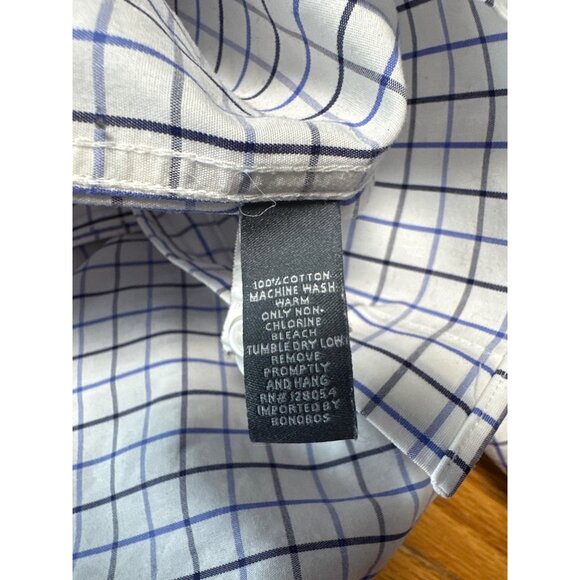 100% COTTON
MACHINE WASH
WARM
ONLY NON-
CHLORINE
BLEACH
TUMBLE DRY LOW
REMOVE
PROMPTLY
AND HANG
RN# 128054
IMPORTED BY
BONOBOS